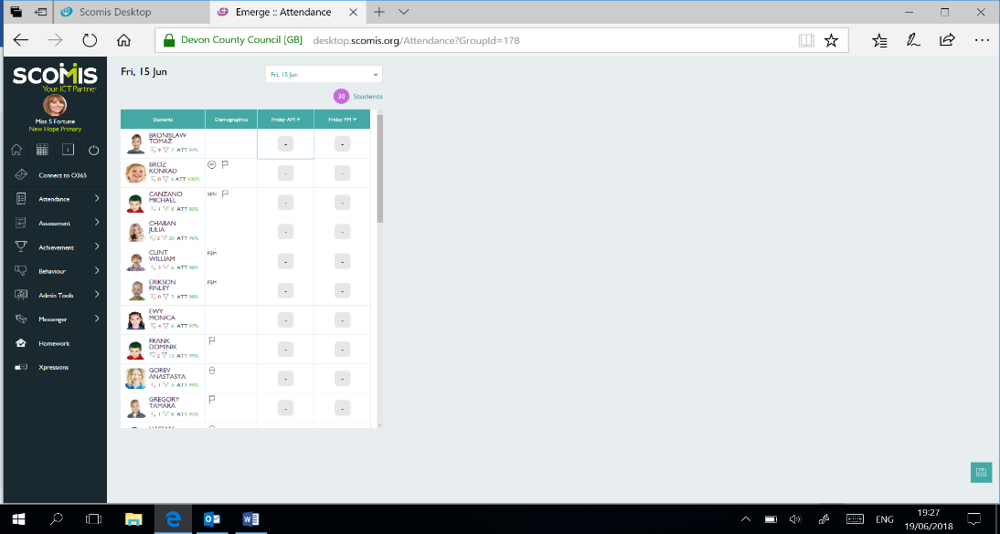 Scomis Desktop
Emerge :: Attendance
Devon County Council [GB] desktop.scomis.org/Attendance?GroupId=178
SCOMIS
Your ICT Partner
Miss S Fortune
New Hope Primary
Connect to O365
Attendance
Assessment
Achievement
Behaviour
Admin Tools
Messenger
Homework
Xpressions
Fri, 15 Jun
Fri, 15 Jun
30 Students
Students Demographics Friday AM Friday PM
BRONISLAW
TOMAZ
9 7 ATT 94%
- -
BROZ
KONRAD
0 6 ATT 100%
PP
- -
CANZANO
MICHAEL
1 8 ATT 85%
SEN
- -
CHABAN
JULIA
3 20 ATT 96%
- -
CLINT
WILLIAM
3 6 ATT 98%
FSM
- -
ERIKSON
FINLEY
0 7 ATT 98%
FSM
- -
EWY
MONICA
4 6 ATT 97%
- -
FRANK
DOMINIK
2 12 ATT 99%
- -
GOREV
ANASTASYA
1 5 ATT 99%
- -
GREGORY
TAMARA
1 8 ATT 95%
- -
ENG
19:27
19/06/2018